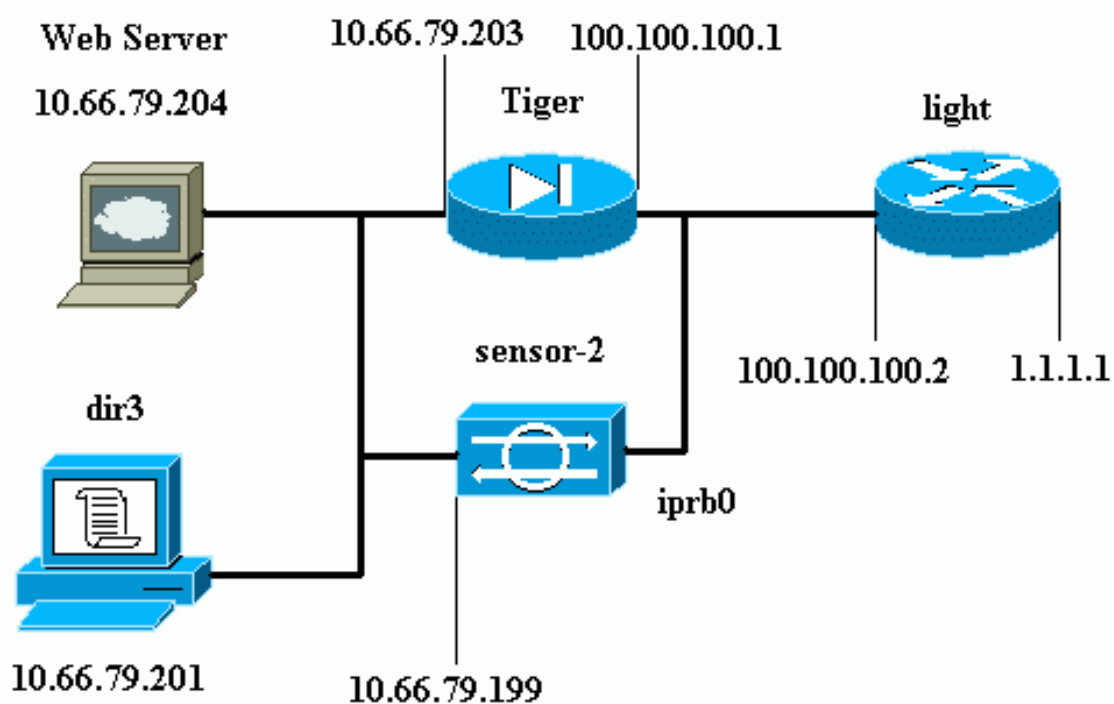 Web Server
10.66.79.204
10.66.79.203
100.100.100.1
Tiger
light
sensor-2
100.100.100.2
1.1.1.1
dir3
iprb0
10.66.79.201
10.66.79.199